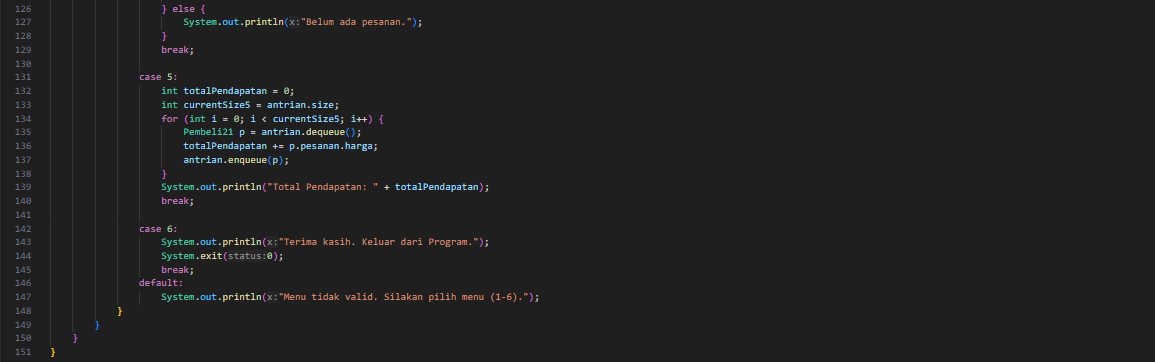 126 } else {
127 System.out.println(x:"Belum ada pesanan.");
128 }
129 break;
130
131 case 5:
132 int totalPendapatan = 0;
133 int currentSize5 = antrian.size;
134 for (int i = 0; i < currentSize5; i++) {
135 Pembeli21 p = antrian.dequeue();
136 totalPendapatan += p.pesanan.harga;
137 antrian.enqueue(p);
138 }
139 System.out.println("Total Pendapatan: " + totalPendapatan);
140 break;
141
142 case 6:
143 System.out.println(x:"Terima kasih. Keluar dari Program.");
144 System.exit(status:0);
145 break;
146 default:
147 System.out.println(x:"Menu tidak valid. Silakan pilih menu (1-6).");
148 }
149 }
150 }
151 }